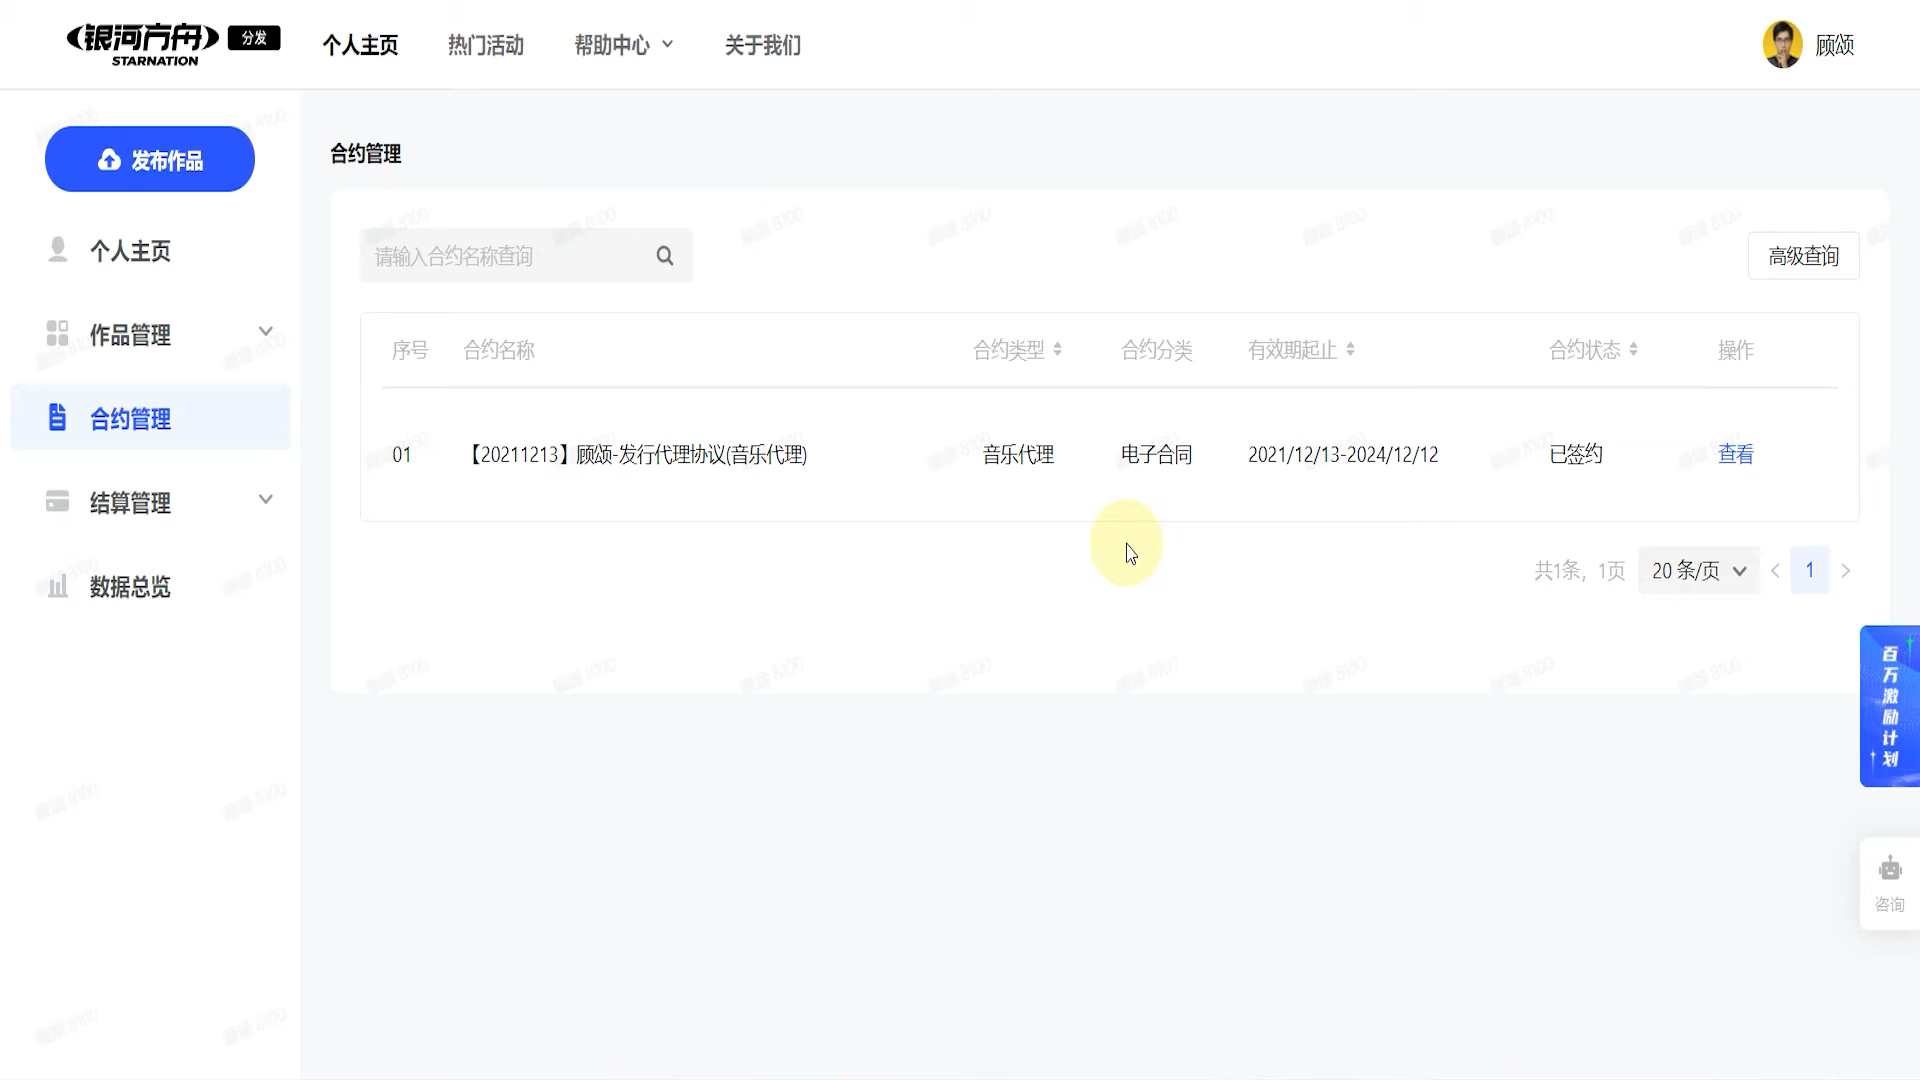 银河方舟 分发
STARNATION
个人主页 热门活动 帮助中心 关于我们
顾颂
发布作品
个人主页
作品管理
合约管理
结算管理
数据总览
合约管理
请输入合约名称查询
高级查询
序号 合约名称 合约类型 合约分类 有效期起止 合约状态 操作
01 【20211213】顾颂-发行代理协议(音乐代理) 音乐代理 电子合同 2021/12/13-2024/12/12 已签约 查看
共1条，1页 20 条/页 1
百万激励计划
咨询